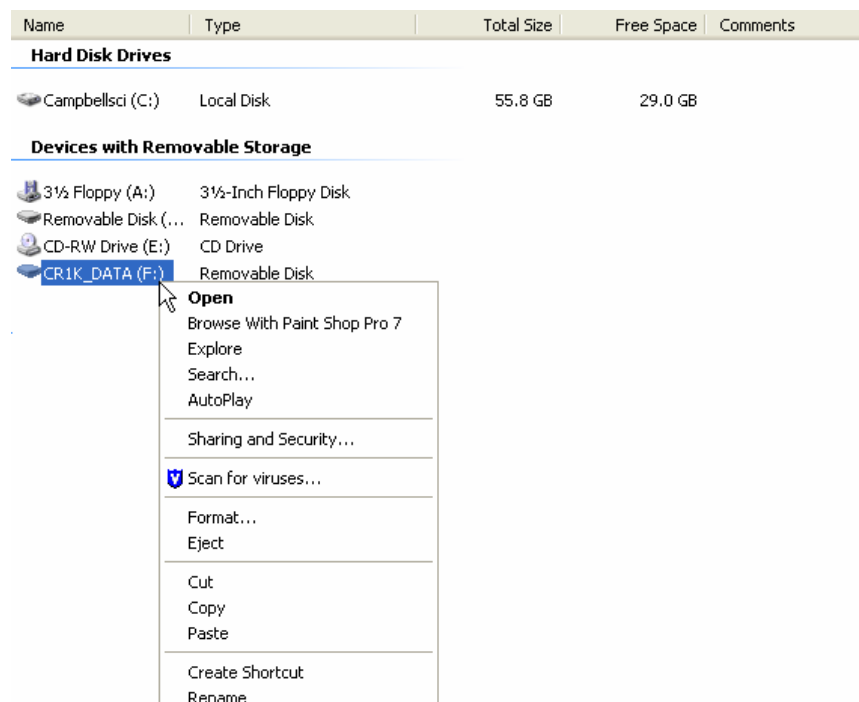 Name Type Total Size Free Space Comments
Hard Disk Drives
Campbellsci (C:) Local Disk 55.8 GB 29.0 GB
Devices with Removable Storage
3½ Floppy (A:) 3½-Inch Floppy Disk
Removable Disk (... Removable Disk
CD-RW Drive (E:) CD Drive
CR1K_DATA (F:) Removable Disk
Open
Browse With Paint Shop Pro 7
Explore
Search...
AutoPlay
Sharing and Security...
Scan for viruses...
Format...
Eject
Cut
Copy
Paste
Create Shortcut
Rename